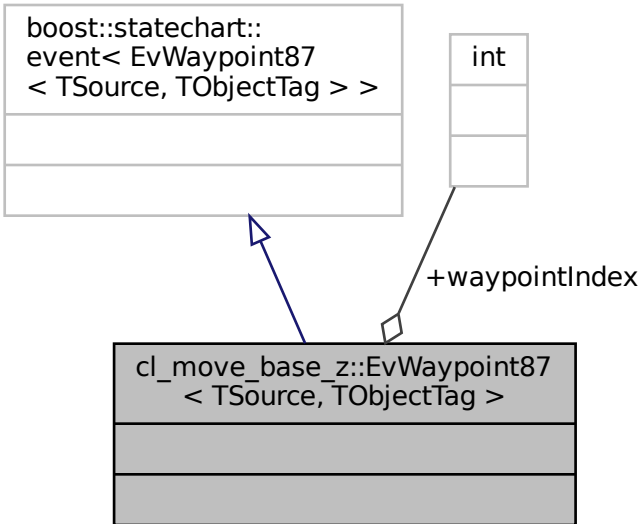 boost::statechart::
event< EvWaypoint87
< TSource, TObjectTag > >
int
+waypointIndex
cl_move_base_z::EvWaypoint87
< TSource, TObjectTag >